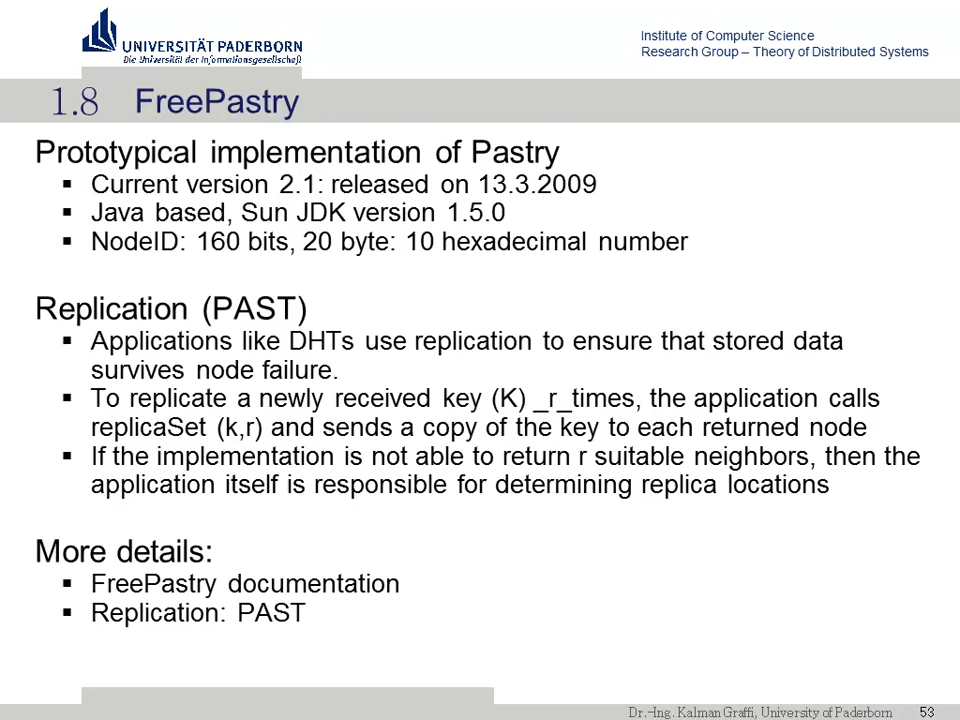 UNIVERSITÄT PADERBORN
Die Universität der Informationsgesellschaft
Institute of Computer Science
Research Group – Theory of Distributed Systems
1.8 FreePastry
Prototypical implementation of Pastry
▪ Current version 2.1: released on 13.3.2009
▪ Java based, Sun JDK version 1.5.0
▪ NodeID: 160 bits, 20 byte: 10 hexadecimal number
Replication (PAST)
▪ Applications like DHTs use replication to ensure that stored data
survives node failure.
▪ To replicate a newly received key (K) _r_times, the application calls
replicaSet (k,r) and sends a copy of the key to each returned node
▪ If the implementation is not able to return r suitable neighbors, then the
application itself is responsible for determining replica locations
More details:
▪ FreePastry documentation
▪ Replication: PAST
Dr.-Ing. Kalman Graffi, University of Paderborn 53